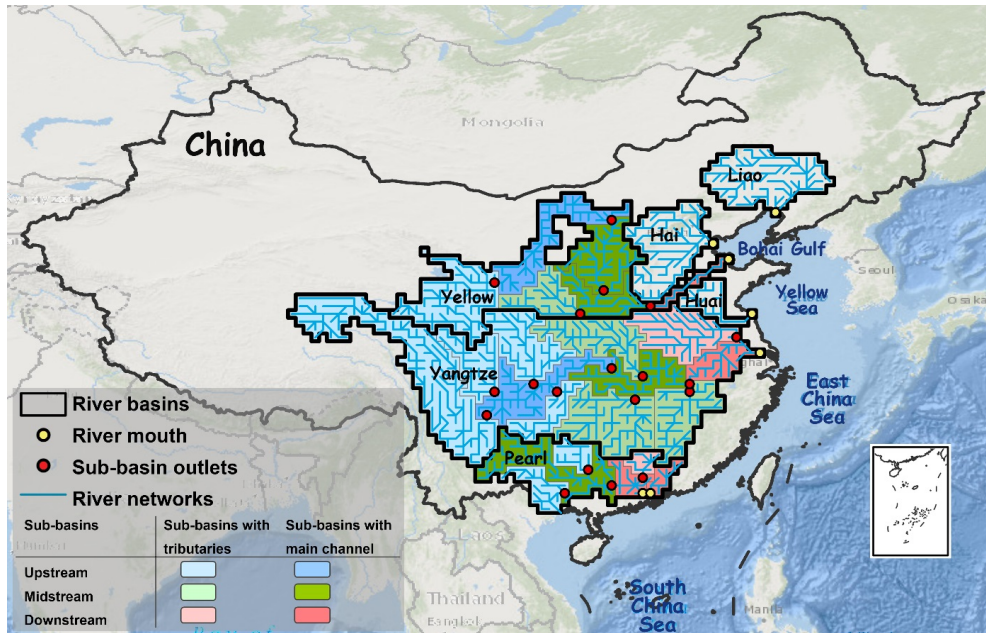 China
Mongolia
Liao
Hai
Bohai Gulf
Seoul
Yellow
Huai
Yellow
Sea
Osaka
Yangtze
East
China
Sea
River basins
River mouth
Pearl
Sub-basin outlets
River networks
Sub-basins
Sub-basins with
tributaries
Sub-basins with
main channel
Upstream
Midstream
Downstream
Laos
Thailand
South
China
Sea
Manila